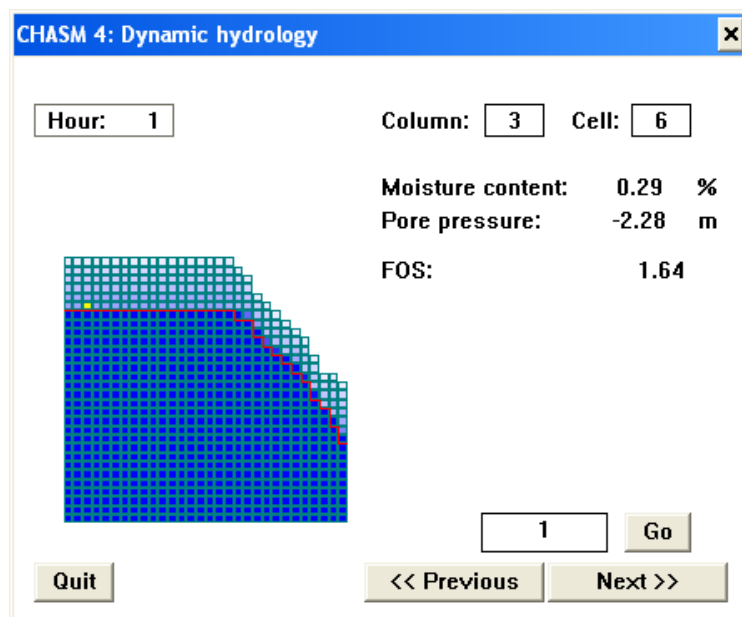 CHASM 4: Dynamic hydrology
Hour: 1
Column: 3 Cell: 6
Moisture content: 0.29 %
Pore pressure: -2.28 m
FOS: 1.64
1 Go
Quit << Previous Next >>